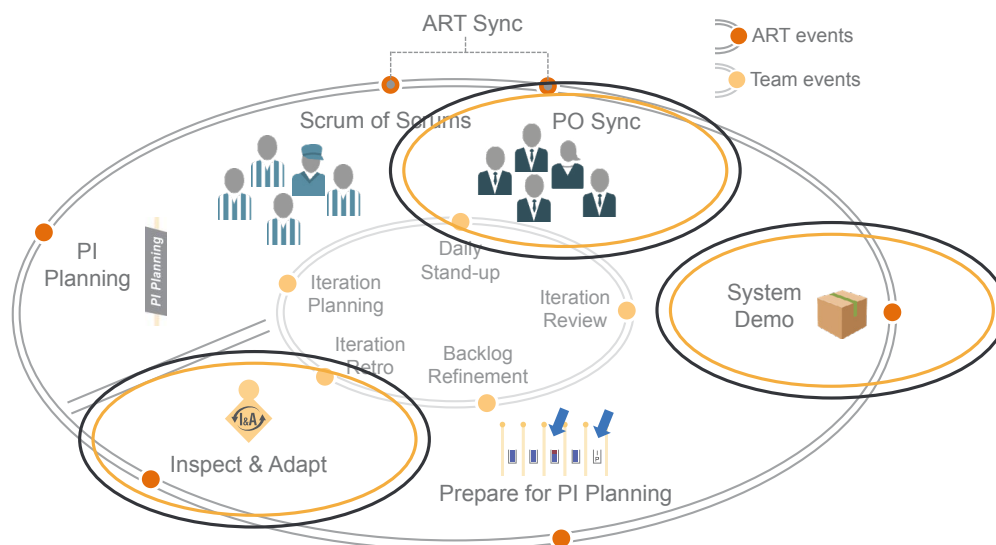 ART Sync
ART events
Team events
Scrum of Scrums
PO Sync
PI
Planning
PI Planning
Daily
Stand-up
Iteration
Planning
Iteration
Review
System
Demo
Iteration
Retro
Backlog
Refinement
I&A
Inspect & Adapt
Prepare for PI Planning